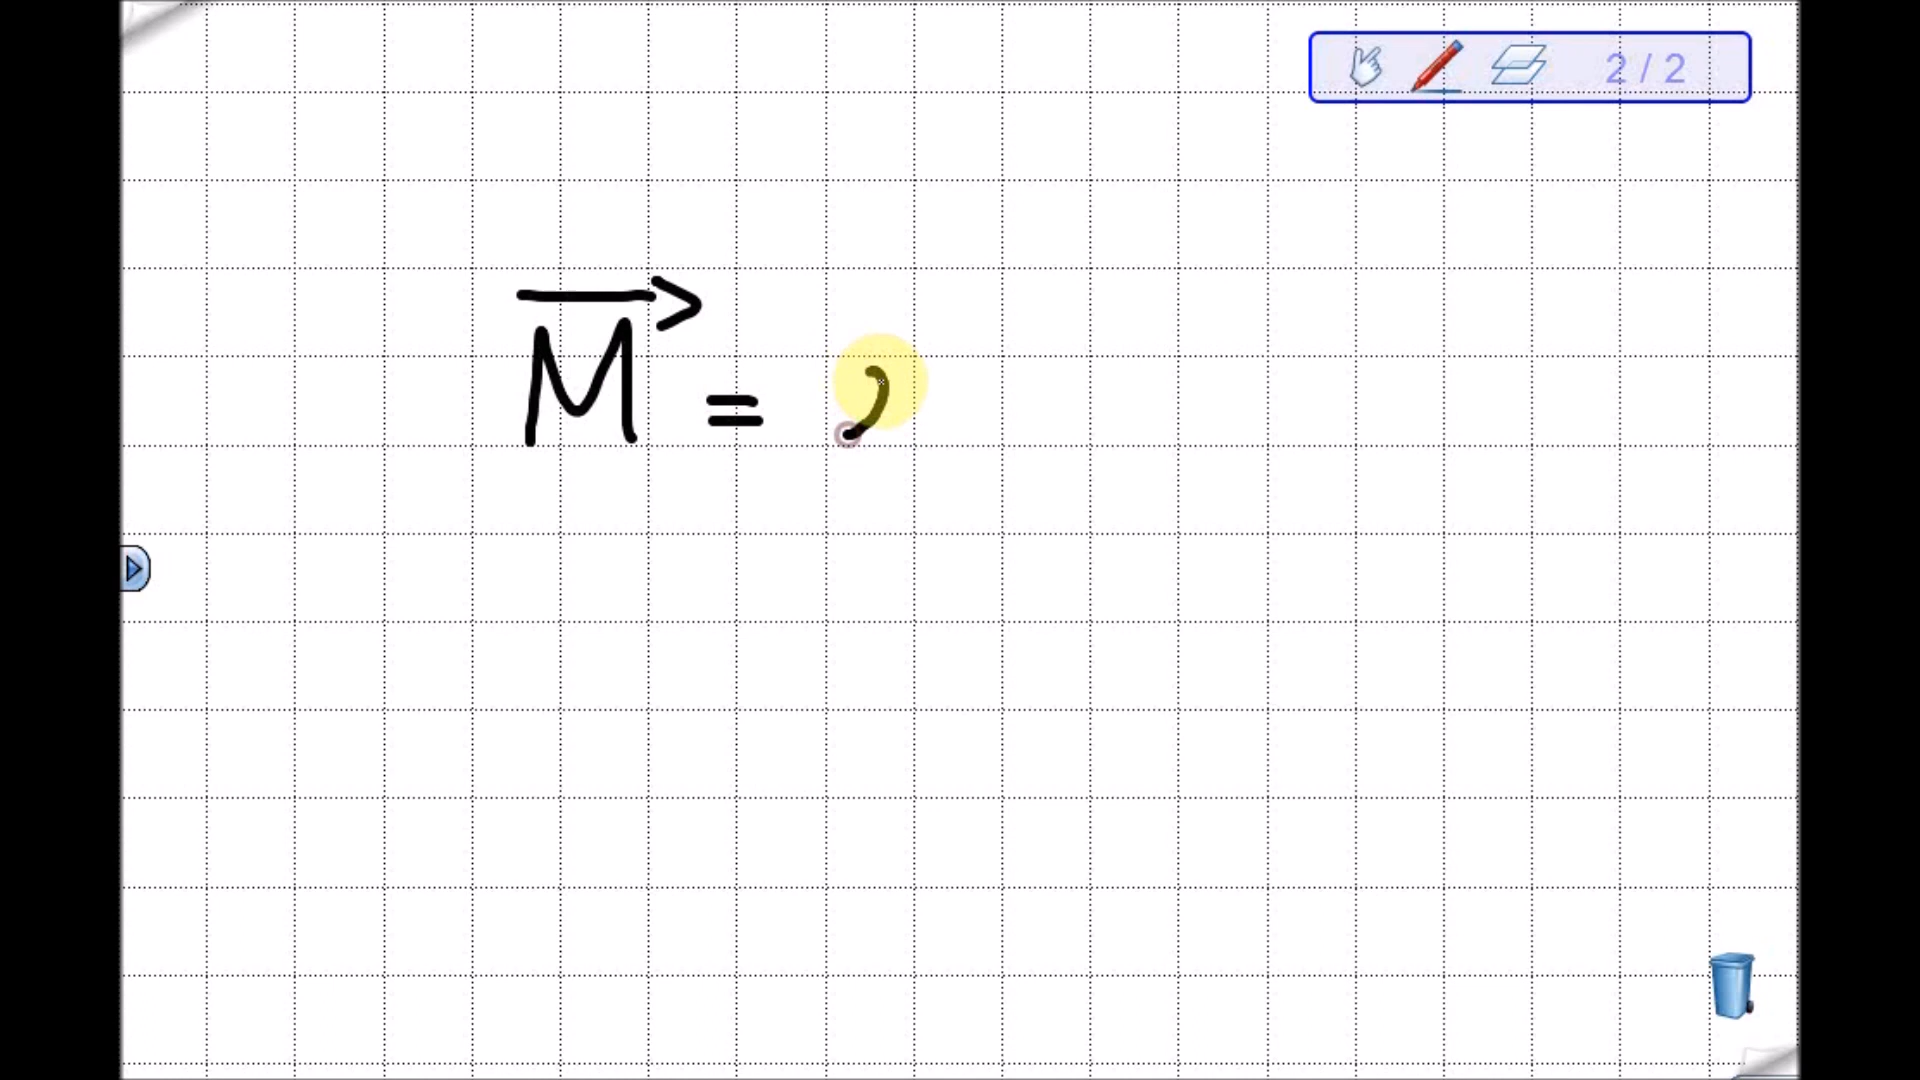 2 / 2
M⃗ =